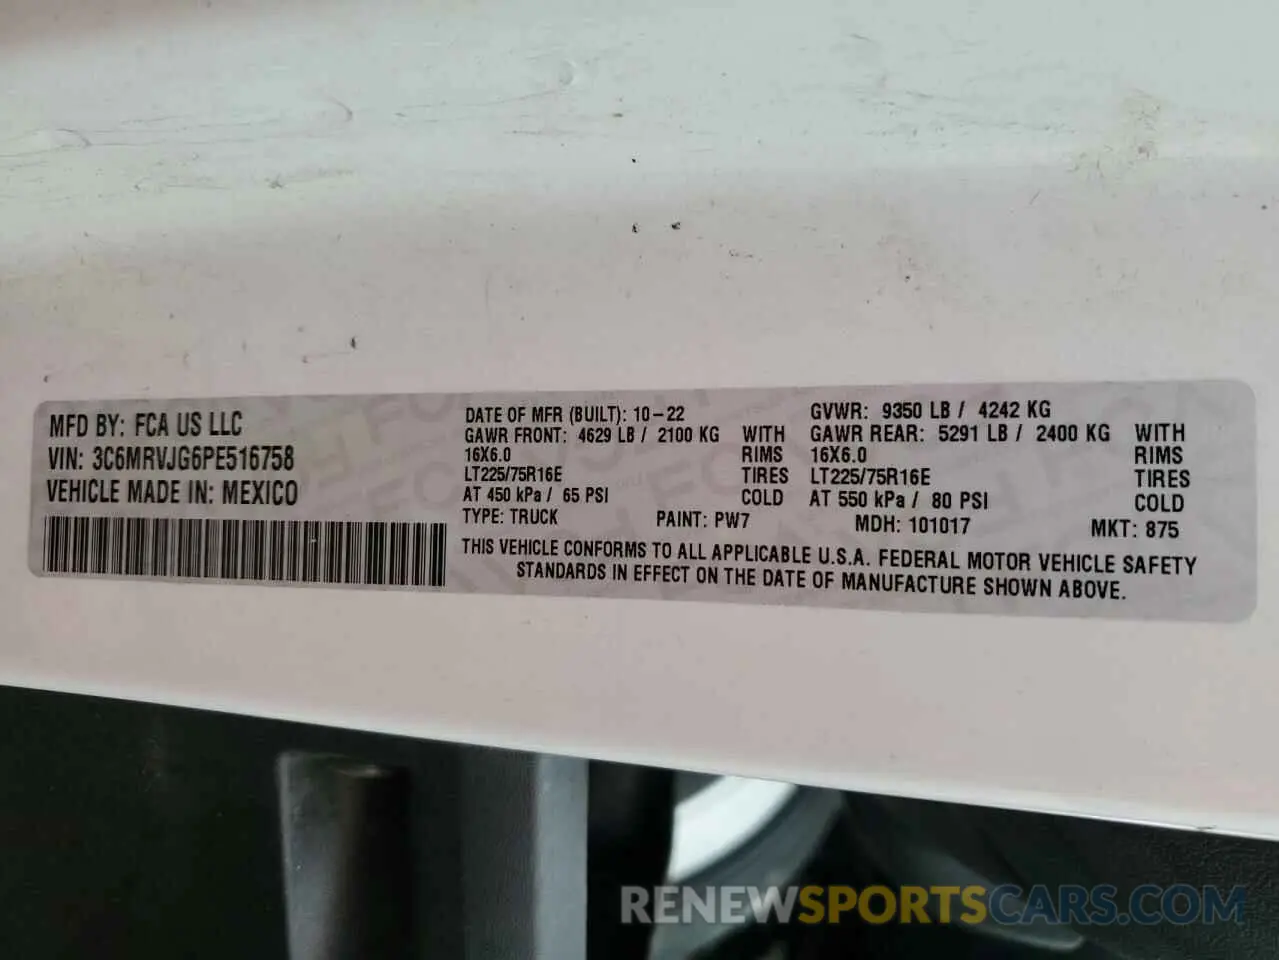 MFD BY: FCA US LLC
VIN: 3C6MRVJG6PE516758
VEHICLE MADE IN: MEXICO
DATE OF MFR (BUILT): 10-22
GVWR: 9350 LB / 4242 KG
GAWR FRONT: 4629 LB / 2100 KG WITH
16X6.0 RIMS
LT225/75R16E TIRES
AT 450 kPa / 65 PSI COLD
GAWR REAR: 5291 LB / 2400 KG WITH
16X6.0 RIMS
LT225/75R16E TIRES
AT 550 kPa / 80 PSI COLD
TYPE: TRUCK PAINT: PW7 MDH: 101017 MKT: 875
THIS VEHICLE CONFORMS TO ALL APPLICABLE U.S.A. FEDERAL MOTOR VEHICLE SAFETY
STANDARDS IN EFFECT ON THE DATE OF MANUFACTURE SHOWN ABOVE.
RENEWSPORTSCARS.COM